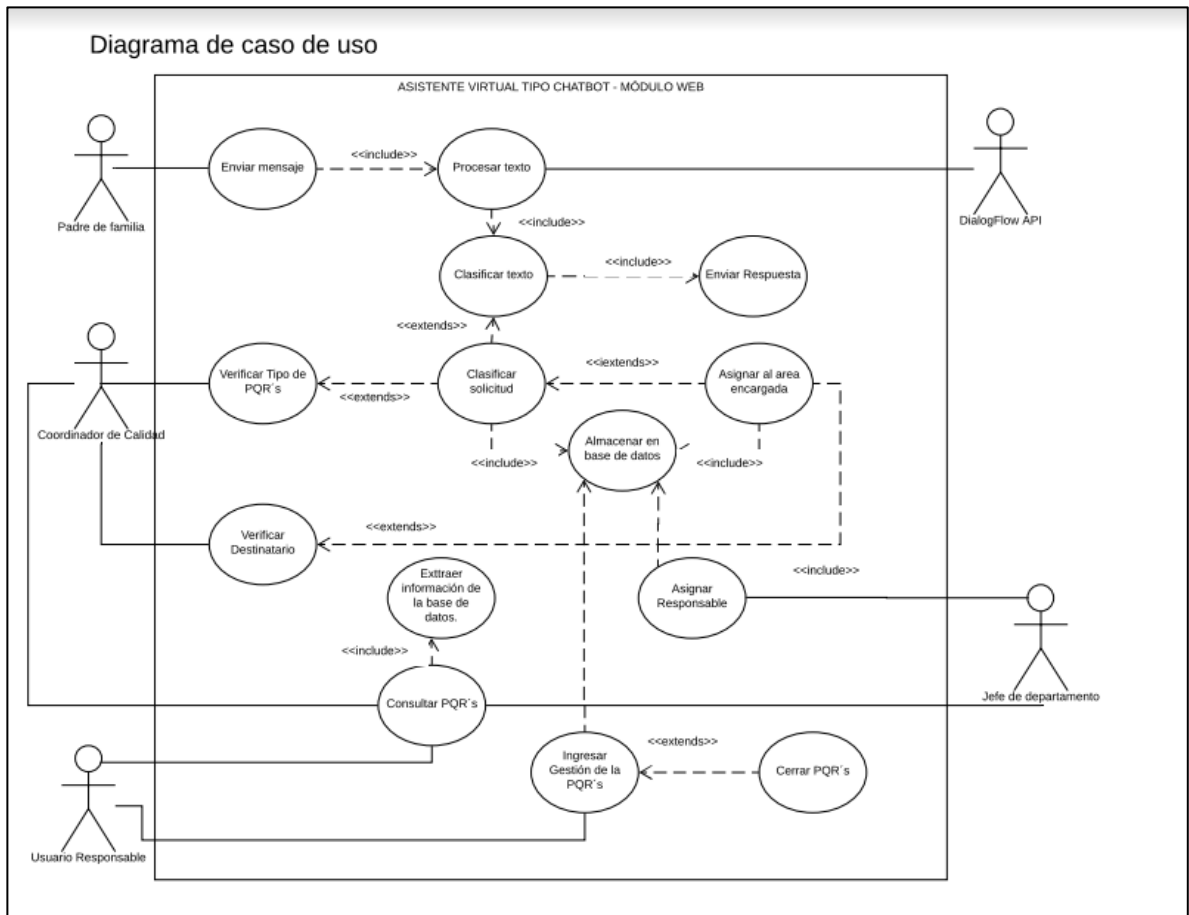 Diagrama de caso de uso
ASISTENTE VIRTUAL TIPO CHATBOT - MÓDULO WEB
Enviar mensaje
<<include>>
Procesar texto
Padre de familia
DialogFlow API
<<include>>
Clasificar texto
<<include>>
Enviar Respuesta
<<extends>>
Verificar Tipo de
PQR´s
<<extends>>
Clasificar
solicitud
<<iextends>>
Asignar al area
encargada
Coordinador de Calidad
Almacenar en
base de datos
<<include>>
<<include>>
Verificar
Destinatario
<<extends>>
Exttraer
información de
la base de
datos.
Asignar
Responsable
<<include>>
<<include>>
Consultar PQR´s
Jefe de departamento
Ingresar
Gestión de la
PQR´s
<<extends>>
Cerrar PQR´s
Usuario Responsable